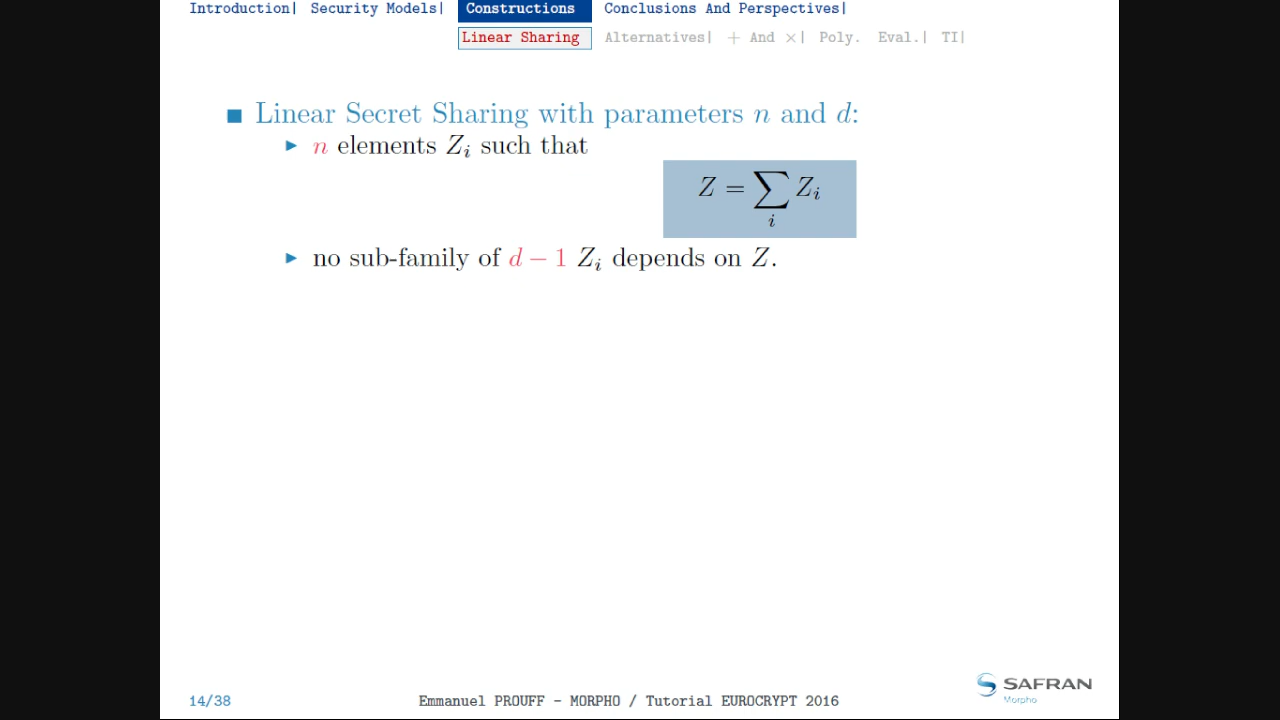 Introduction| Security Models| Constructions Conclusions And Perspectives|
Linear Sharing Alternatives| + And ×| Poly. Eval.| TI|
Linear Secret Sharing with parameters n and d:
n elements Z_i such that
Z = ∑_i Z_i
no sub-family of d − 1 Z_i depends on Z.
14/38 Emmanuel PROUFF - MORPHO / Tutorial EUROCRYPT 2016
SAFRAN
Morpho